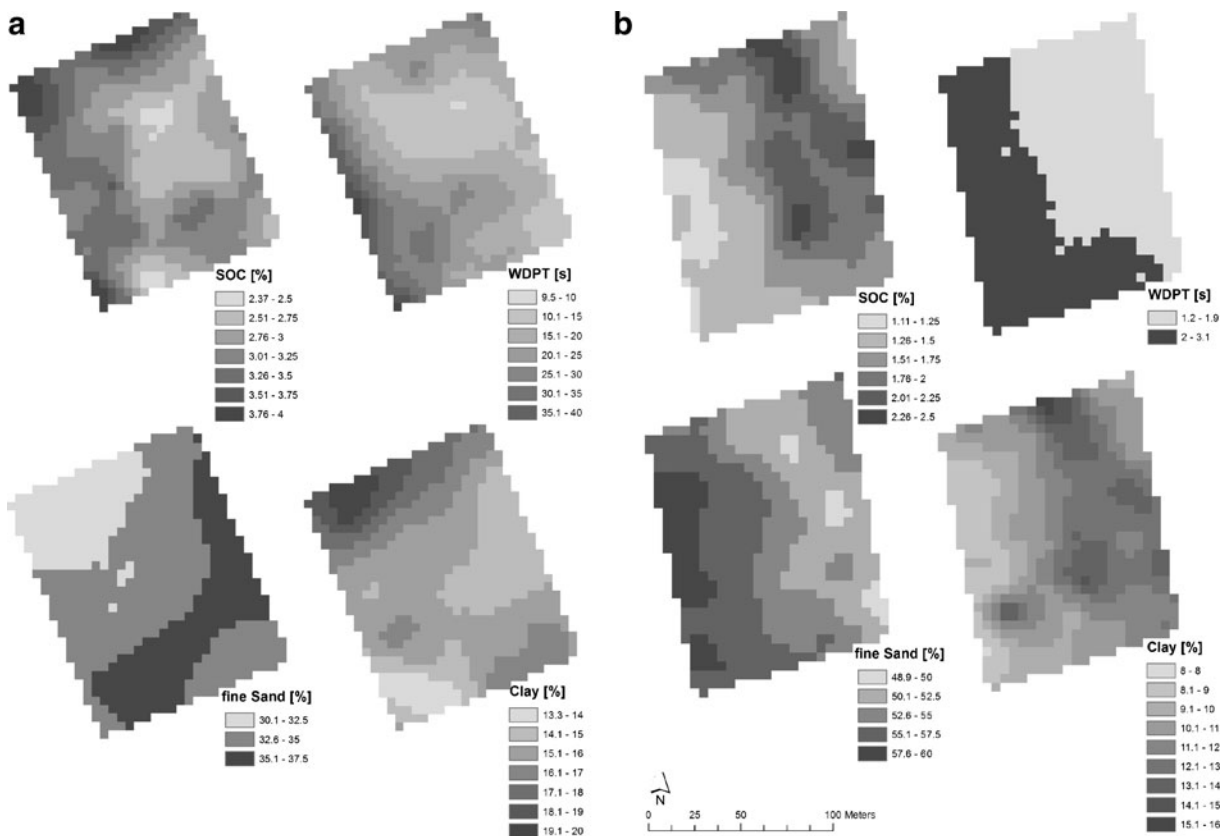 a
b
SOC [%]
2.37 - 2.5
2.51 - 2.75
2.76 - 3
3.01 - 3.25
3.26 - 3.5
3.51 - 3.75
3.76 - 4
WDPT [s]
9.5 - 10
10.1 - 15
15.1 - 20
20.1 - 25
25.1 - 30
30.1 - 35
35.1 - 40
SOC [%]
1.11 - 1.25
1.26 - 1.5
1.51 - 1.75
1.76 - 2
2.01 - 2.25
2.26 - 2.5
WDPT [s]
1.2 - 1.9
2 - 3.1
fine Sand [%]
30.1 - 32.5
32.6 - 35
35.1 - 37.5
Clay [%]
13.3 - 14
14.1 - 15
15.1 - 16
16.1 - 17
17.1 - 18
18.1 - 19
19.1 - 20
fine Sand [%]
48.9 - 50
50.1 - 52.5
52.6 - 55
55.1 - 57.5
57.6 - 60
Clay [%]
8.1 - 9
9.1 - 10
10.1 - 11
11.1 - 12
12.1 - 13
13.1 - 14
14.1 - 15
15.1 - 16
N
0 25 50 100 Meters